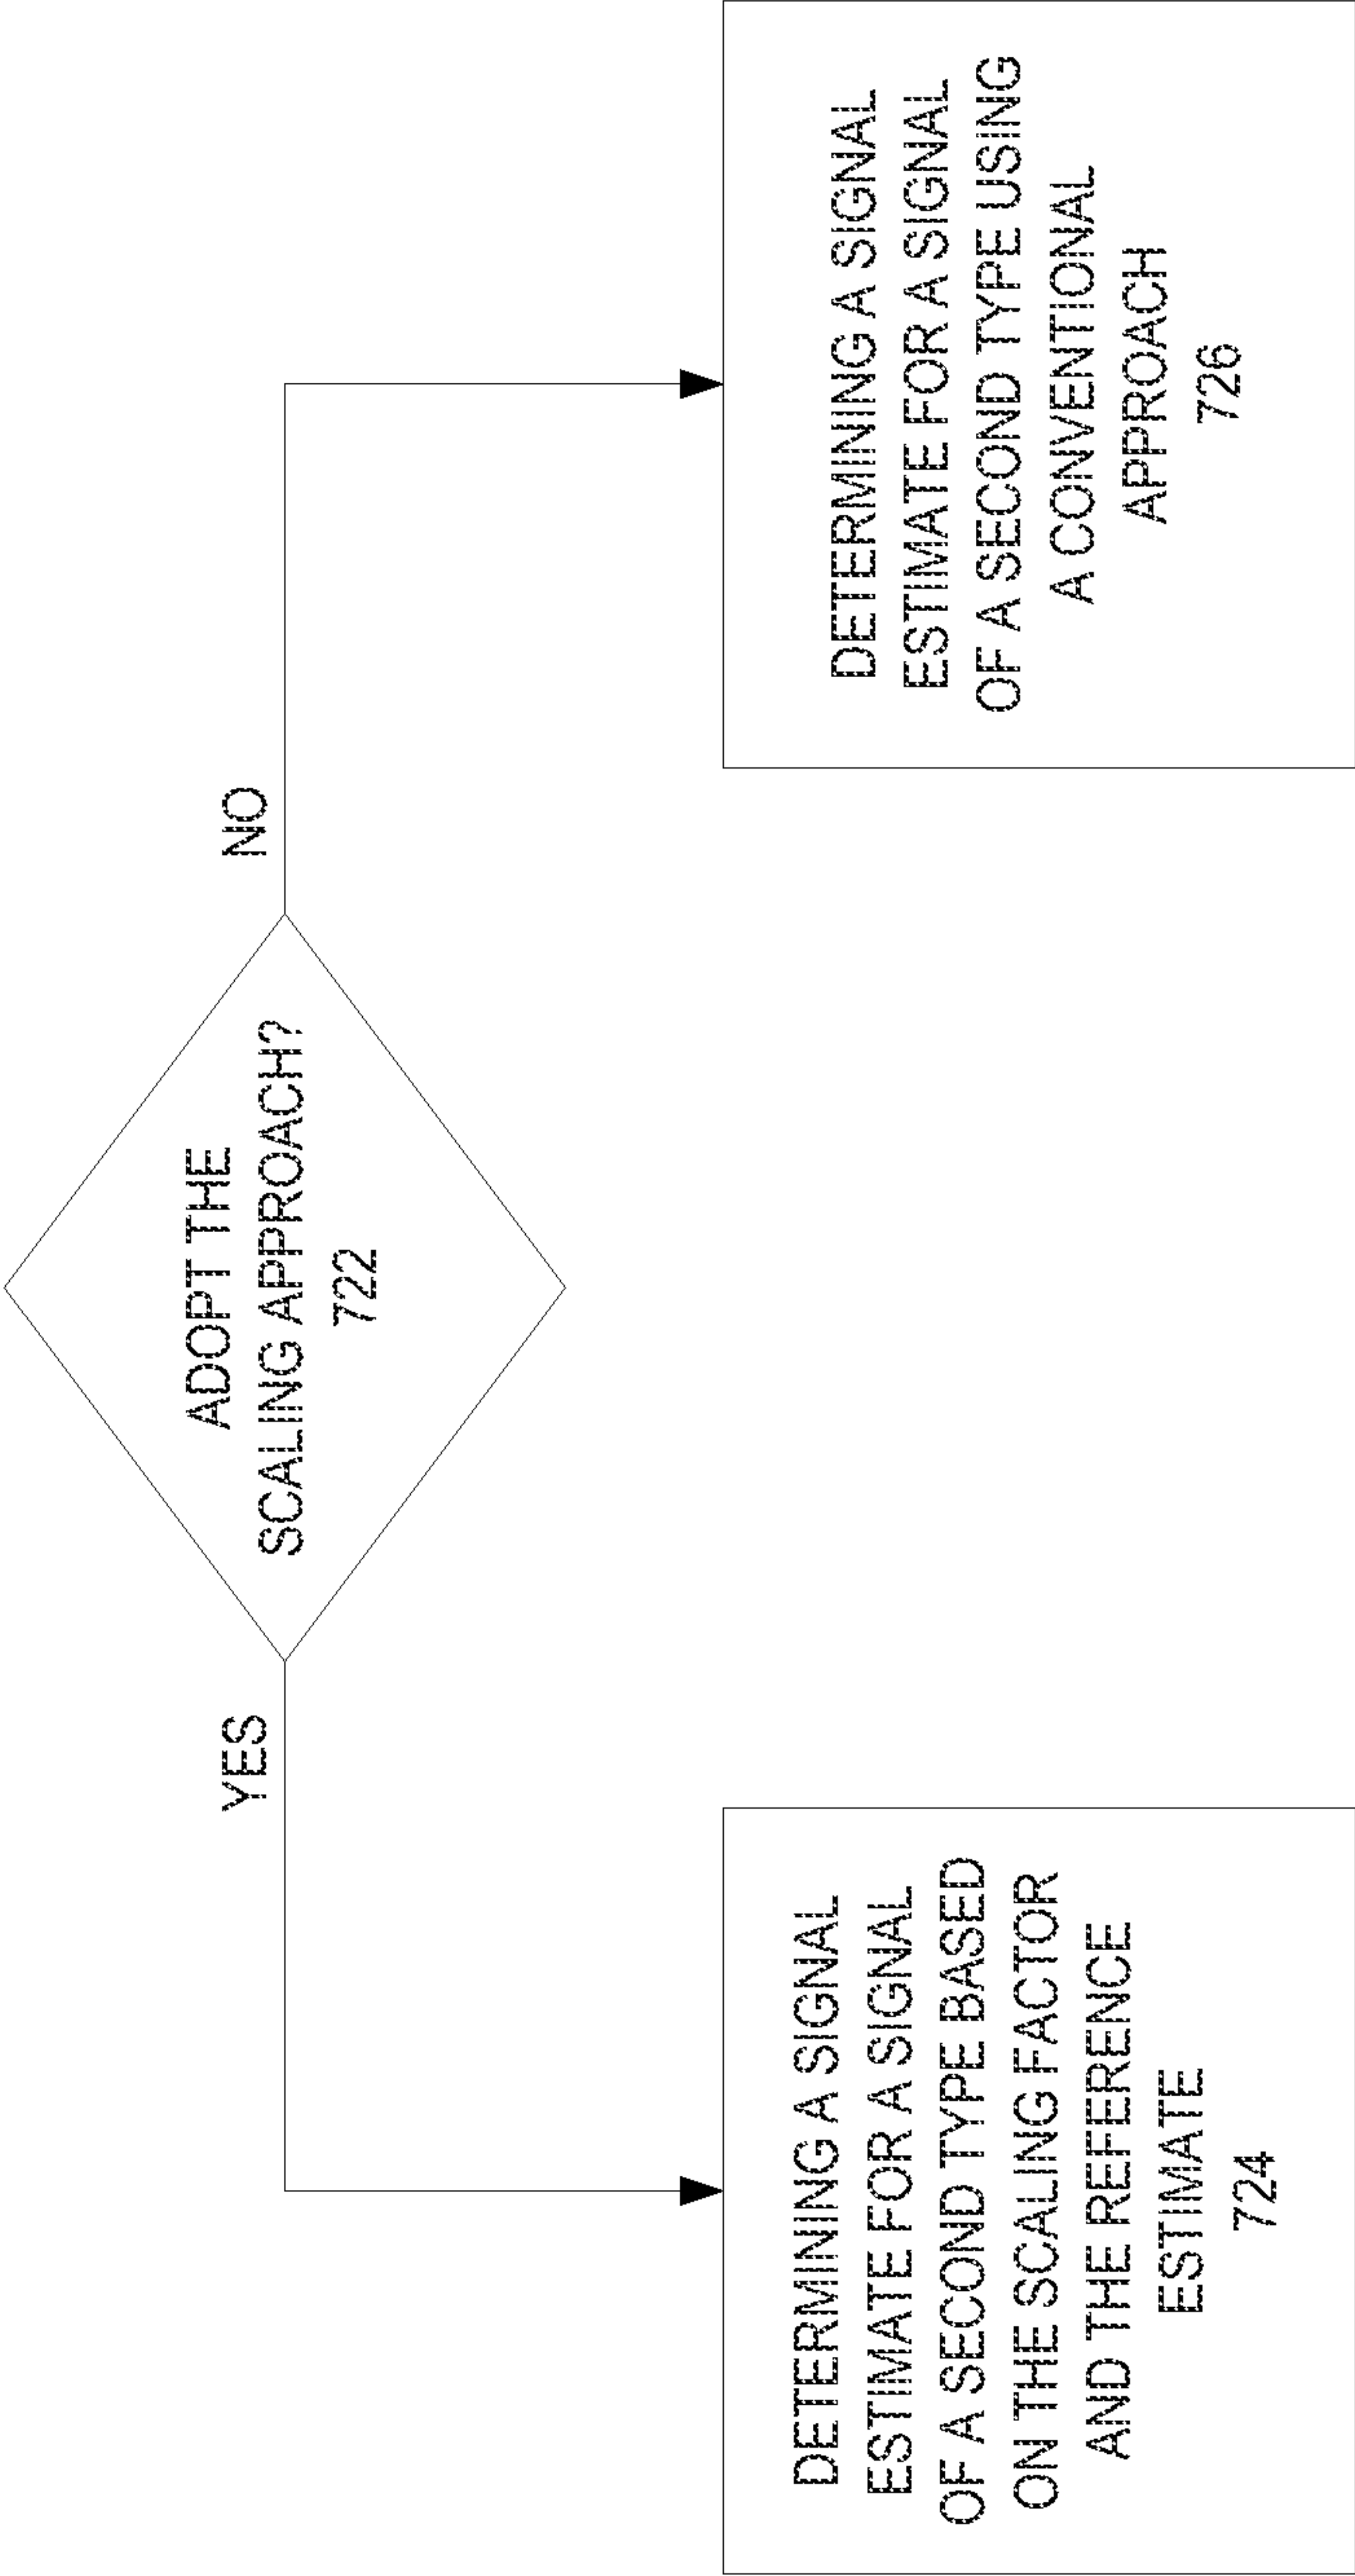 ADOPT THE
SCALING APPROACH?
722
YES
NO
DETERMINING A SIGNAL
ESTIMATE FOR A SIGNAL
OF A SECOND TYPE BASED
ON THE SCALING FACTOR
AND THE REFERENCE
ESTIMATE
724
DETERMINING A SIGNAL
ESTIMATE FOR A SIGNAL
OF A SECOND TYPE USING
A CONVENTIONAL
APPROACH
726